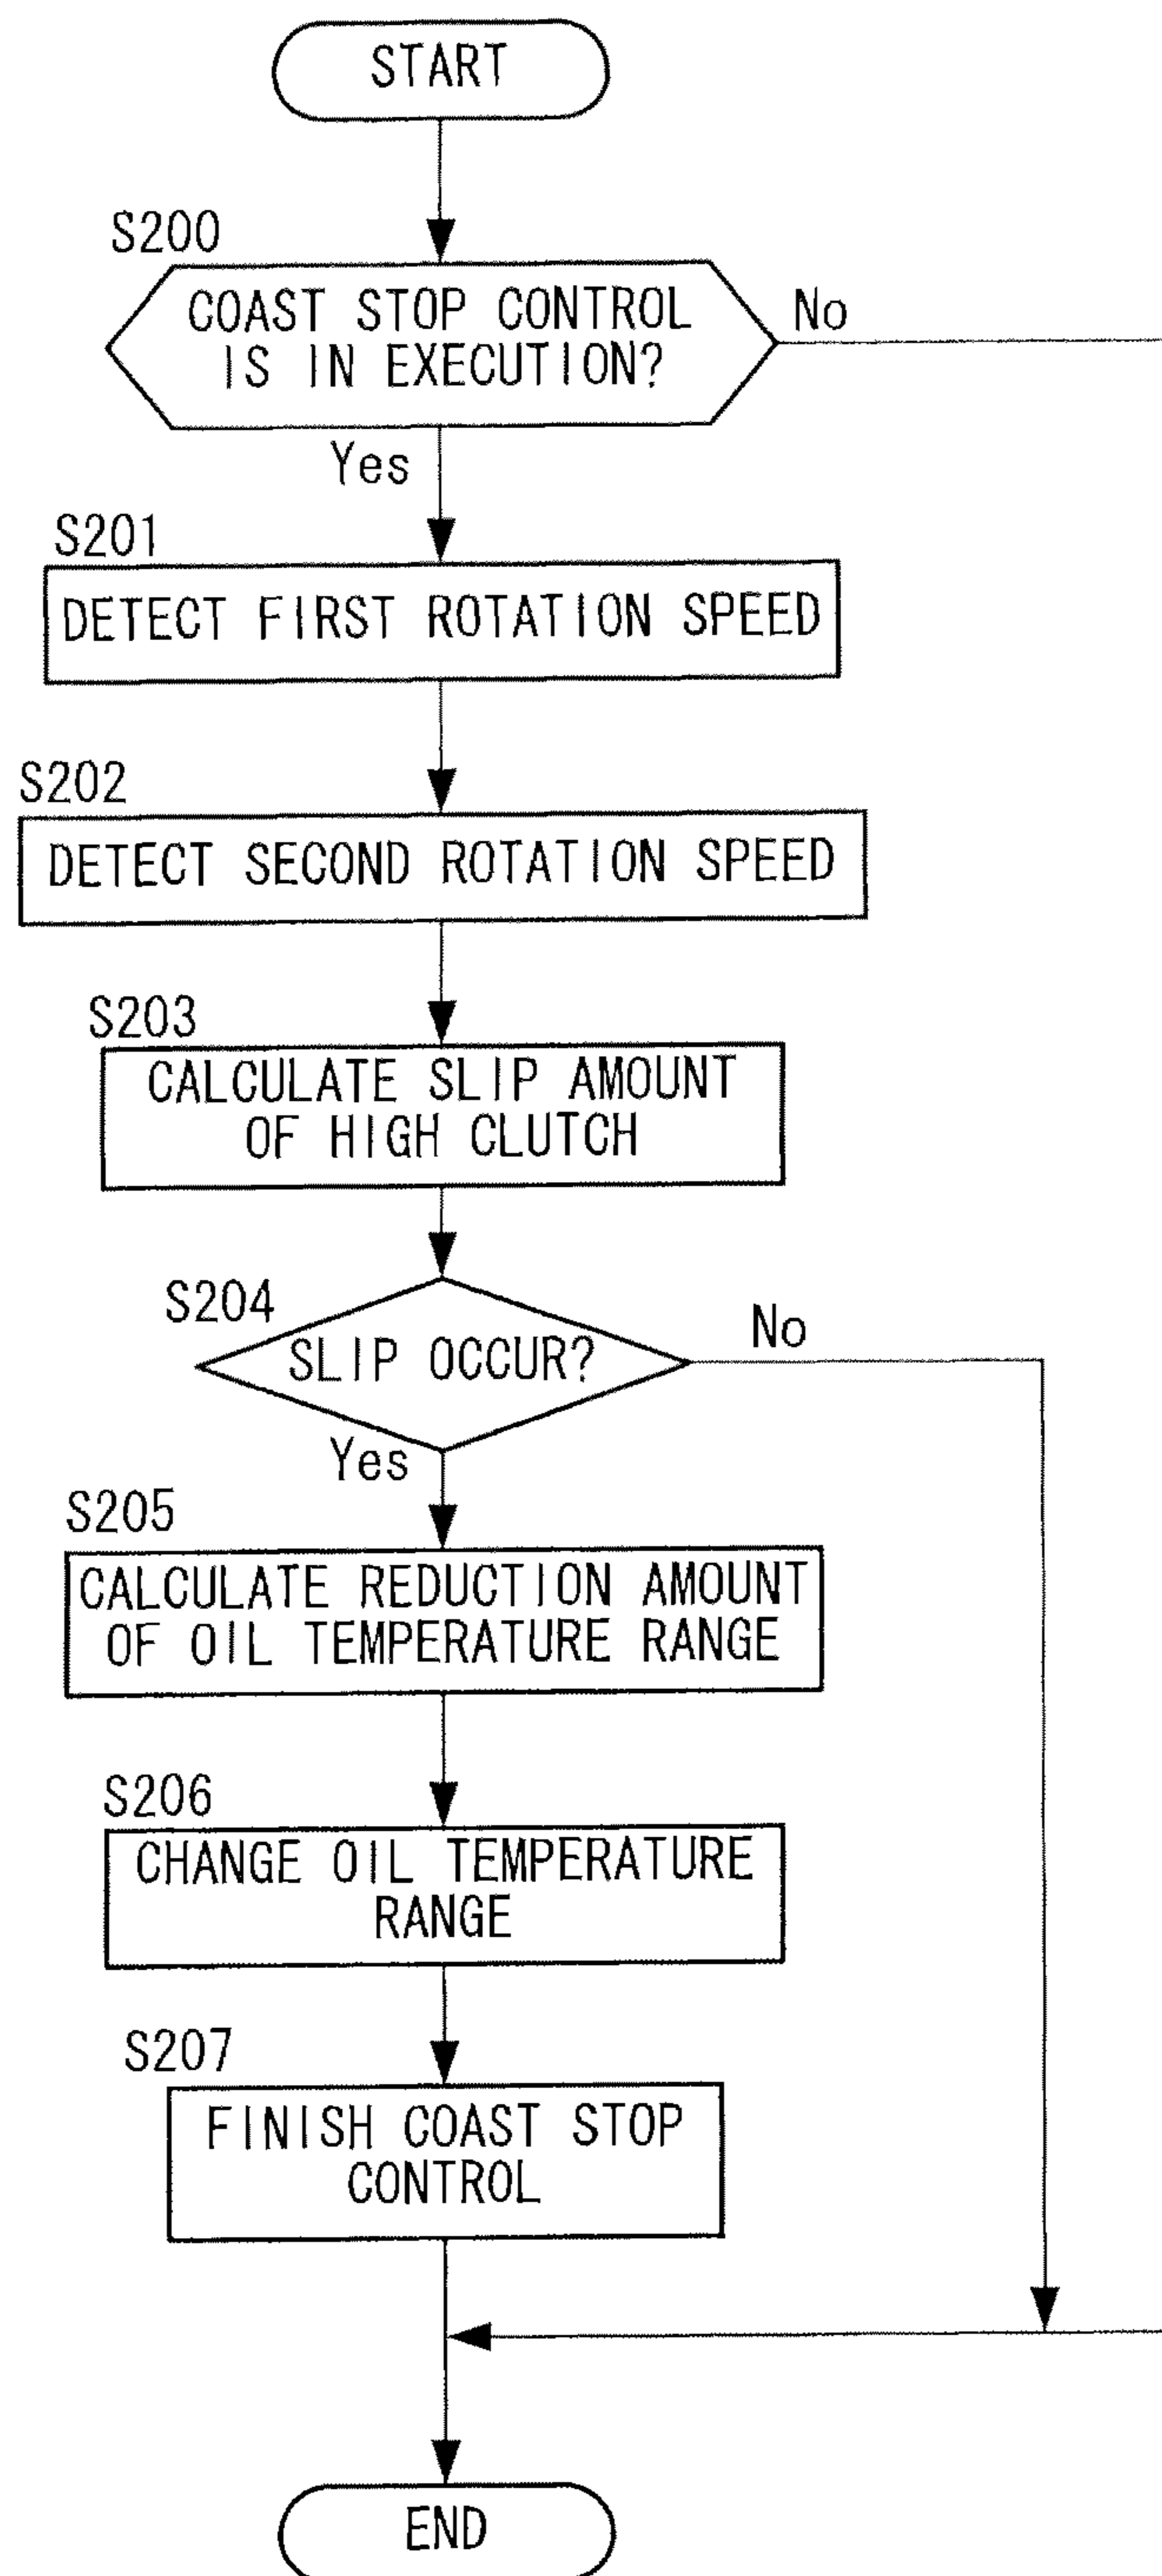 START
S200
COAST STOP CONTROL
IS IN EXECUTION?
No
Yes
S201
DETECT FIRST ROTATION SPEED
S202
DETECT SECOND ROTATION SPEED
S203
CALCULATE SLIP AMOUNT
OF HIGH CLUTCH
S204
SLIP OCCUR?
No
Yes
S205
CALCULATE REDUCTION AMOUNT
OF OIL TEMPERATURE RANGE
S206
CHANGE OIL TEMPERATURE
RANGE
S207
FINISH COAST STOP
CONTROL
END